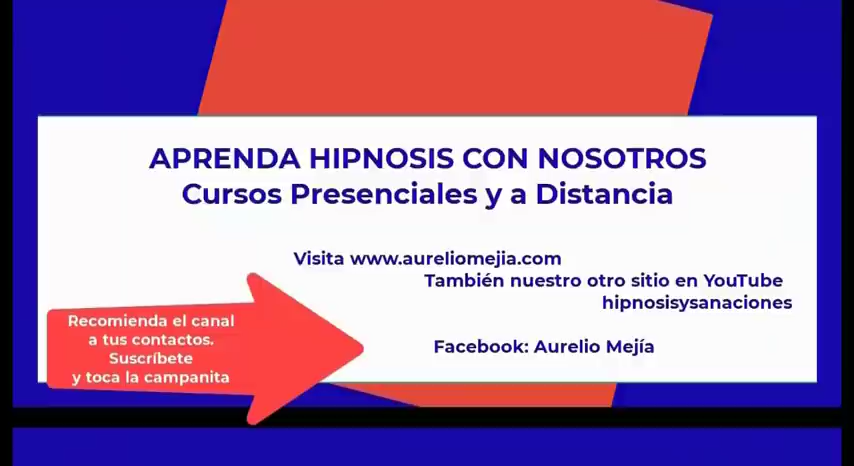 APRENDA HIPNOSIS CON NOSOTROS
Cursos Presenciales y a Distancia
Visita www.aureliomejia.com
También nuestro otro sitio en YouTube
hipnosisysanaciones
Facebook: Aurelio Mejía
Recomienda el canal
a tus contactos.
Suscríbete
y toca la campanita